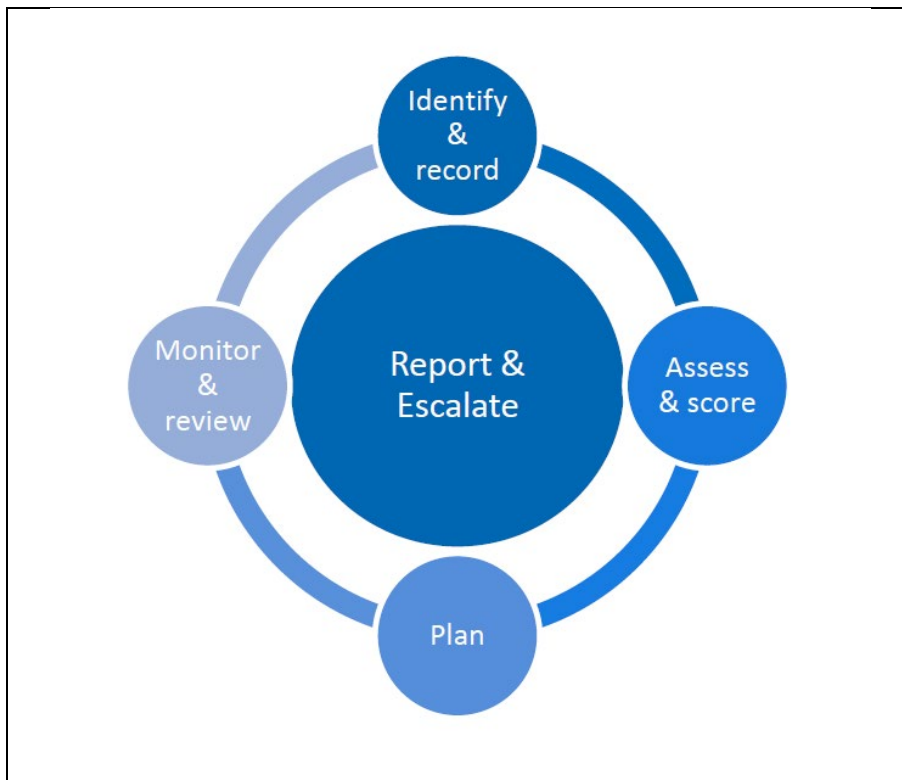 Identify
&
record
Report &
Escalate
Assess
& score
Monitor
&
review
Plan